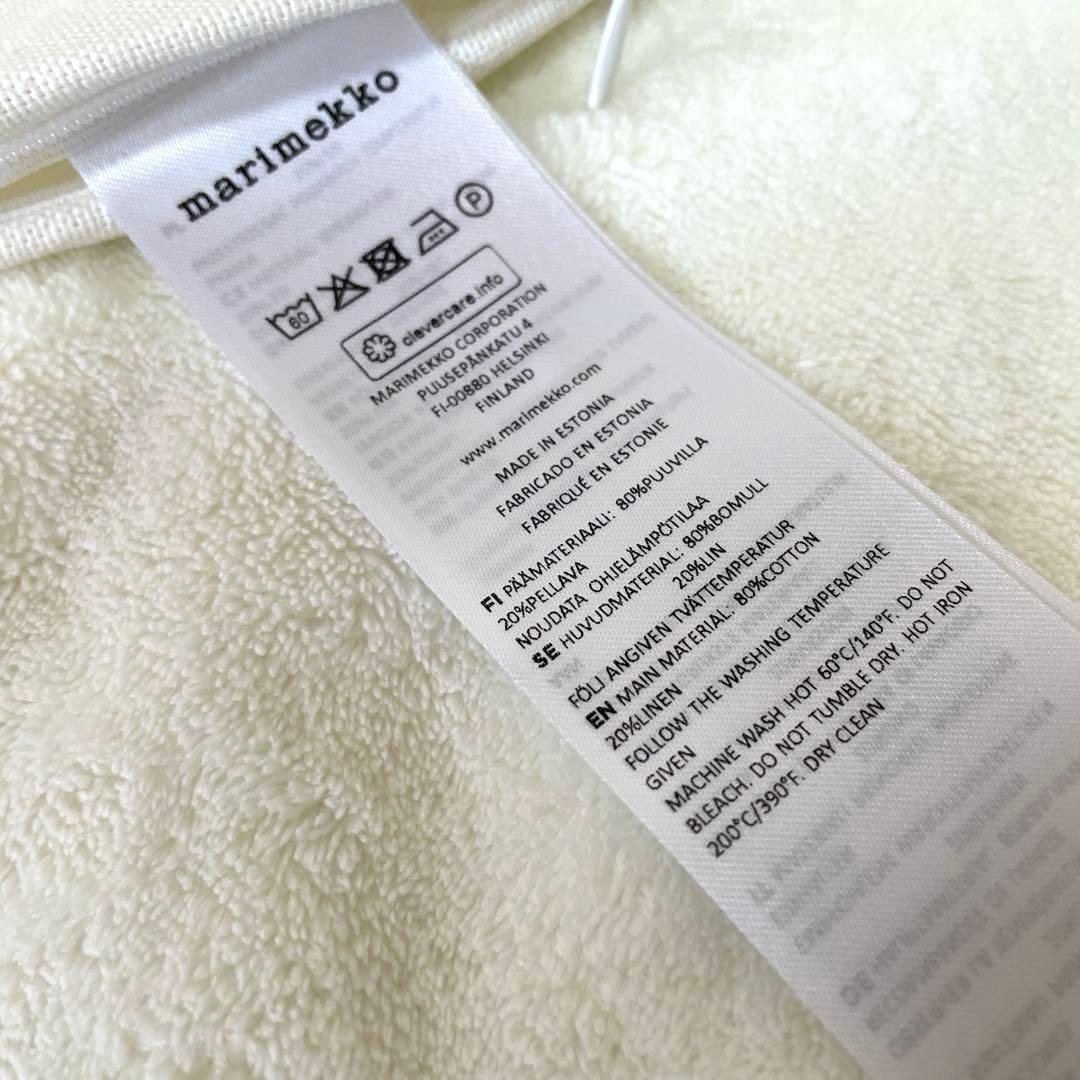 marimekko
60
P
clevercare.info
MARIMEKKO CORPORATION
PUUSEPÄNKATU 4
FI-00880 HELSINKI
FINLAND
www.marimekko.com
MADE IN ESTONIA
FABRICADO EN ESTONIA
FABRIQUÉ EN ESTONIE
FI PÄÄMATERIAALI: 80%PUUVILLA
20%PELLAVA
NOUDATA OHJELÄMPÖTILAA
SE HUVUDMATERIAL: 80%BOMULL
20%LIN
FÖLJ ANGIVEN TVÄTTEMPERATUR
EN MAIN MATERIAL: 80%COTTON
20%LINEN
FOLLOW THE WASHING TEMPERATURE
GIVEN
MACHINE WASH HOT 60°C/140°F. DO NOT
BLEACH. DO NOT TUMBLE DRY. HOT IRON
200°C/390°F. DRY CLEAN